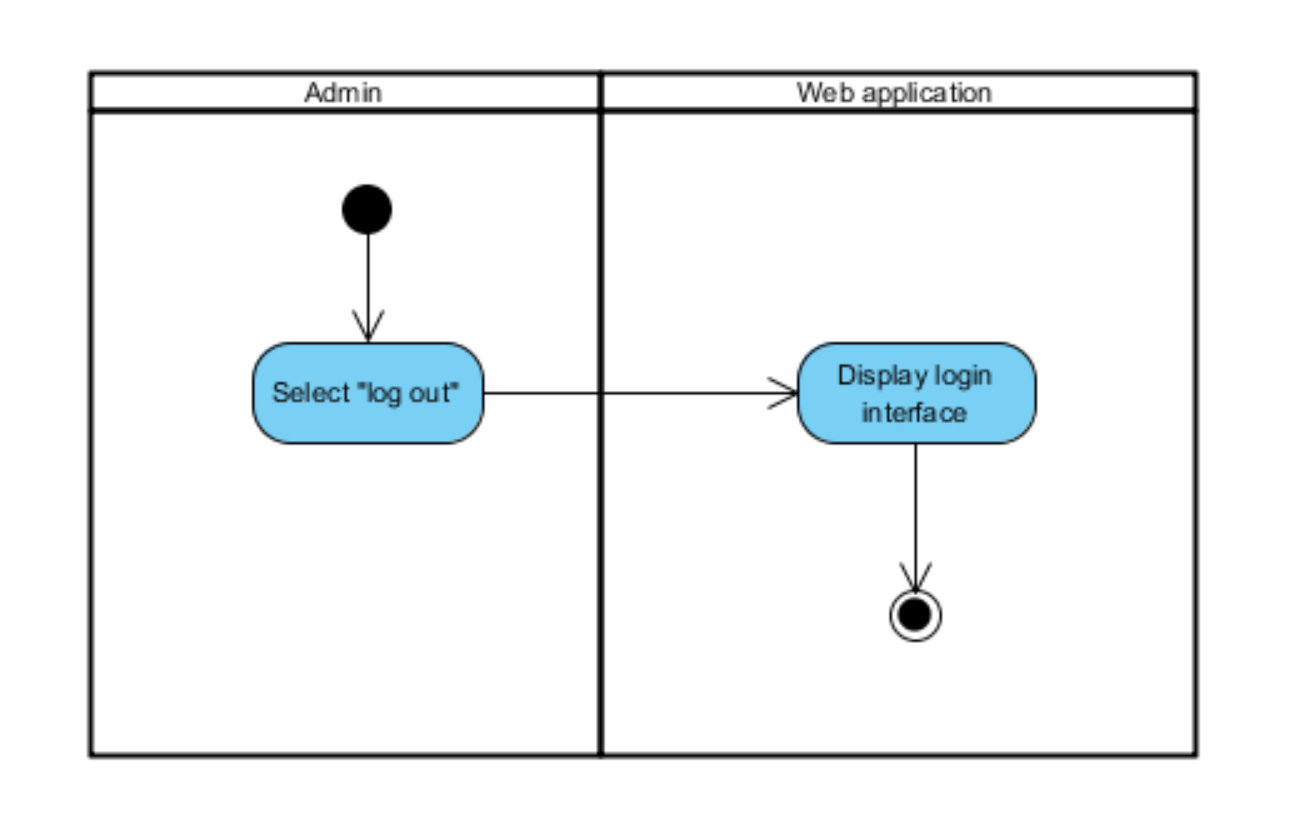 Admin
Web application
Select "log out"
Display login
interface